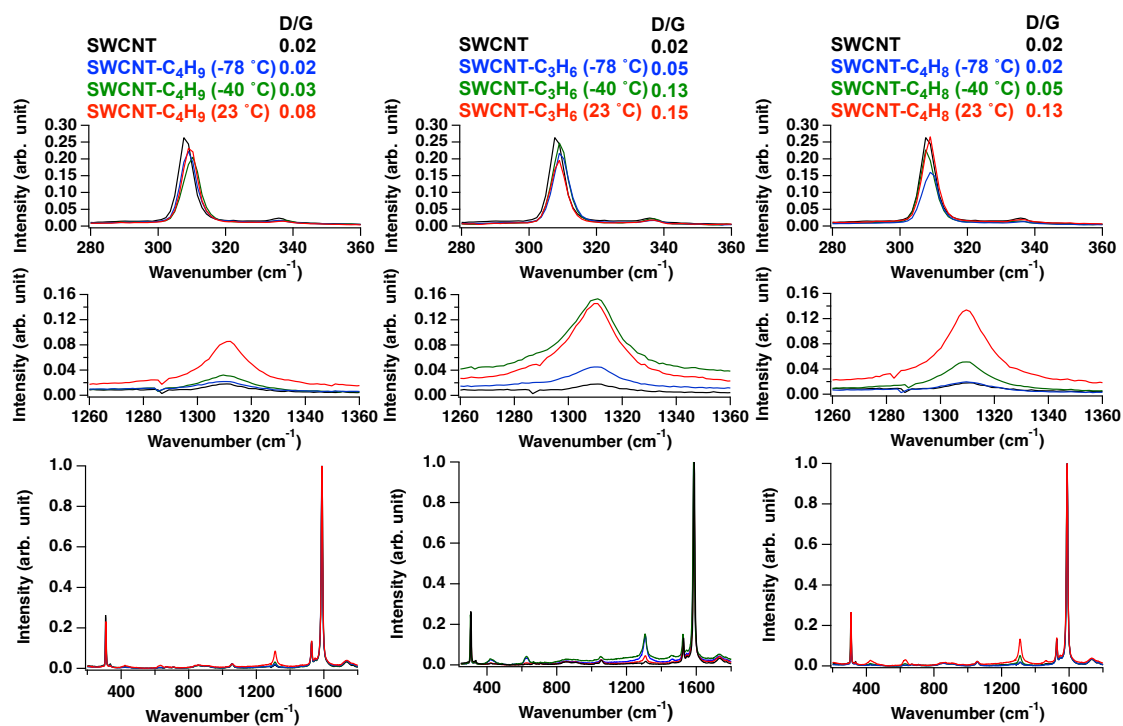 D/G
SWCNT 0.02
SWCNT-C₄H₉ (-78 ˚C) 0.02
SWCNT-C₄H₉ (-40 ˚C) 0.03
SWCNT-C₄H₉ (23 ˚C) 0.08
0.30
0.25
0.20
0.15
0.10
0.05
0.00
Intensity (arb. unit)
280 300 320 340 360
Wavenumber (cm⁻¹)
0.16
0.12
0.08
0.04
0.00
Intensity (arb. unit)
1260 1280 1300 1320 1340 1360
Wavenumber (cm⁻¹)
1.0
0.8
0.6
0.4
0.2
0.0
Intensity (arb. unit)
400 800 1200 1600
Wavenumber (cm⁻¹)
D/G
SWCNT 0.02
SWCNT-C₃H₆ (-78 ˚C) 0.05
SWCNT-C₃H₆ (-40 ˚C) 0.13
SWCNT-C₃H₆ (23 ˚C) 0.15
0.30
0.25
0.20
0.15
0.10
0.05
0.00
Intensity (arb. unit)
280 300 320 340 360
Wavenumber (cm⁻¹)
0.16
0.12
0.08
0.04
0.00
Intensity (arb. unit)
1260 1280 1300 1320 1340 1360
Wavenumber (cm⁻¹)
1.0
0.8
0.6
0.4
0.2
0.0
Intensity (arb. unit)
400 800 1200 1600
Wavenumber (cm⁻¹)
D/G
SWCNT 0.02
SWCNT-C₄H₈ (-78 ˚C) 0.02
SWCNT-C₄H₈ (-40 ˚C) 0.05
SWCNT-C₄H₈ (23 ˚C) 0.13
0.30
0.25
0.20
0.15
0.10
0.05
0.00
Intensity (arb. unit)
280 300 320 340 360
Wavenumber (cm⁻¹)
0.16
0.12
0.08
0.04
0.00
Intensity (arb. unit)
1260 1280 1300 1320 1340 1360
Wavenumber (cm⁻¹)
1.0
0.8
0.6
0.4
0.2
0.0
Intensity (arb. unit)
400 800 1200 1600
Wavenumber (cm⁻¹)